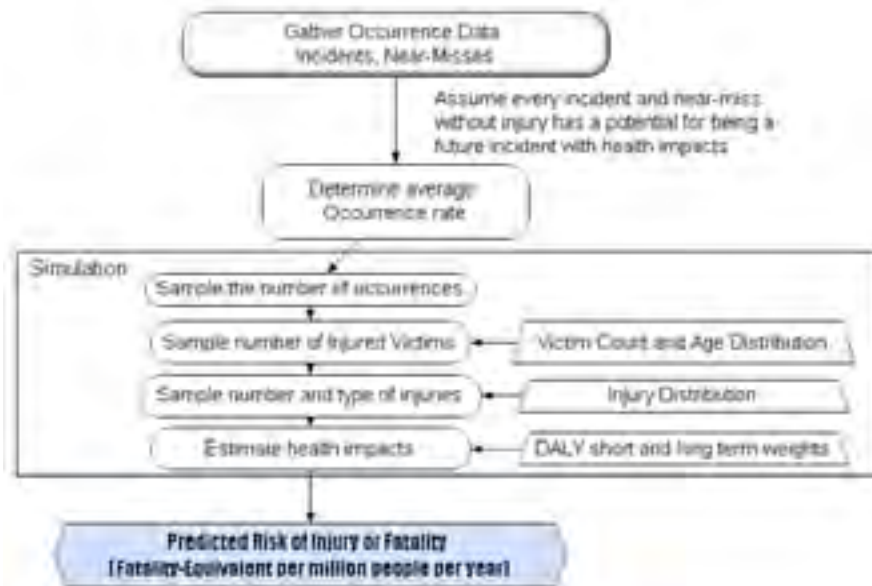 Gather Occurrence Data
Incidents, Near-Misses
Assume every incident and near-miss
without injury has a potential for being a
future incident with health impacts
Determine average
Occurrence rate
Simulation
Sample the number of occurrences
Sample number of Injured Victims
Victim Count and Age Distribution
Sample number and type of injuries
Injury Distribution
Estimate health impacts
DALY short and long term weights
Predicted Risk of Injury or Fatality
[Fatality-Equivalent per million people per year]